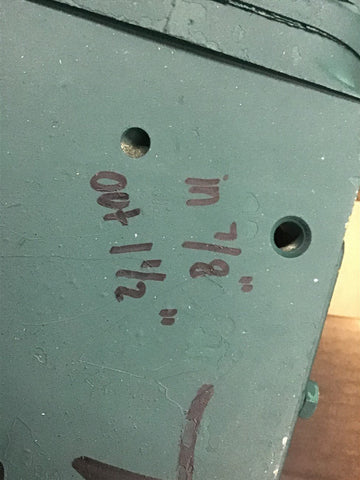 in 7/8"
out 1 1/2"